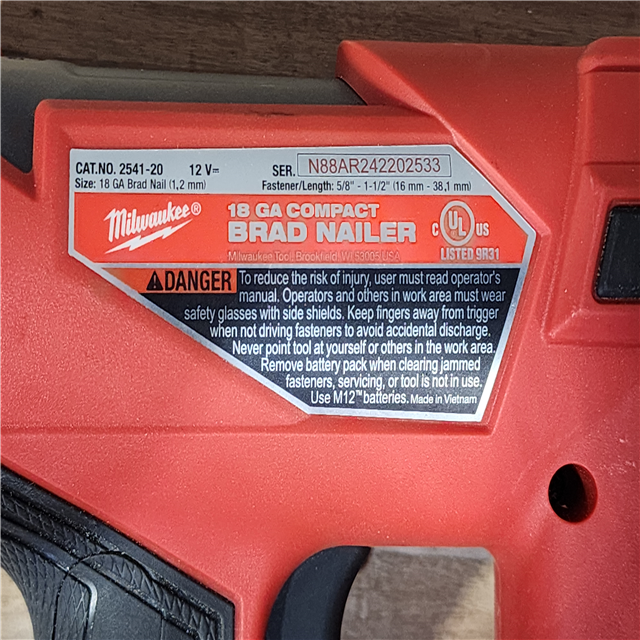 CAT.NO. 2541-20 12 V⎓ SER. N88AR242202533
Size: 18 GA Brad Nail (1,2 mm) Fastener/Length: 5/8" - 1-1/2" (16 mm - 38,1 mm)
Milwaukee®
18 GA COMPACT
BRAD NAILER
Milwaukee Tool, Brookfield, WI 53005 USA
C UL US
LISTED 9R31
DANGER To reduce the risk of injury, user must read operator's
manual. Operators and others in work area must wear
safety glasses with side shields. Keep fingers away from trigger
when not driving fasteners to avoid accidental discharge.
Never point tool at yourself or others in the work area.
Remove battery pack when clearing jammed
fasteners, servicing, or tool is not in use.
Use M12™ batteries. Made in Vietnam